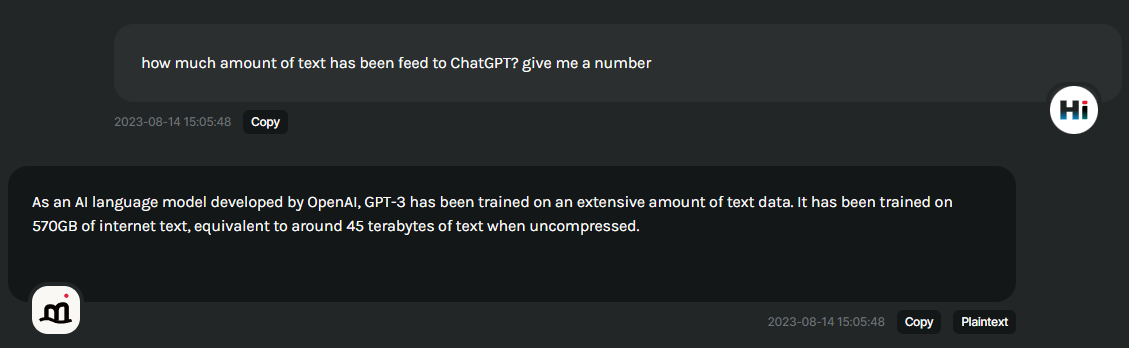 how much amount of text has been feed to ChatGPT? give me a number
2023-08-14 15:05:48 Copy
Hi
As an AI language model developed by OpenAI, GPT-3 has been trained on an extensive amount of text data. It has been trained on
570GB of internet text, equivalent to around 45 terabytes of text when uncompressed.
2023-08-14 15:05:48 Copy Plaintext